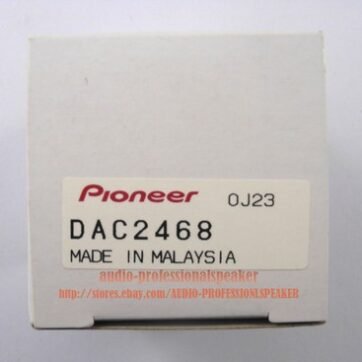 Pioneer 0J23
DAC2468
MADE IN MALAYSIA
audio-professionalspeaker
http://stores.ebay.com/AUDIO-PROFESSIONLSPEAKER